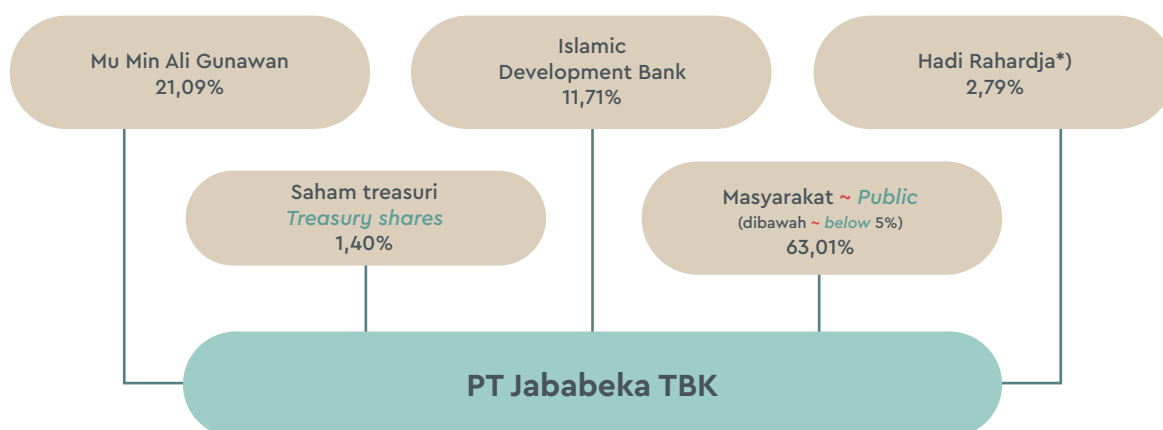 Mu Min Ali Gunawan
21,09%
Islamic
Development Bank
11,71%
Hadi Rahardja*)
2,79%
Saham treasuri
Treasury shares
1,40%
Masyarakat ~ Public
(dibawah ~ below 5%)
63,01%
PT Jababeka TBK